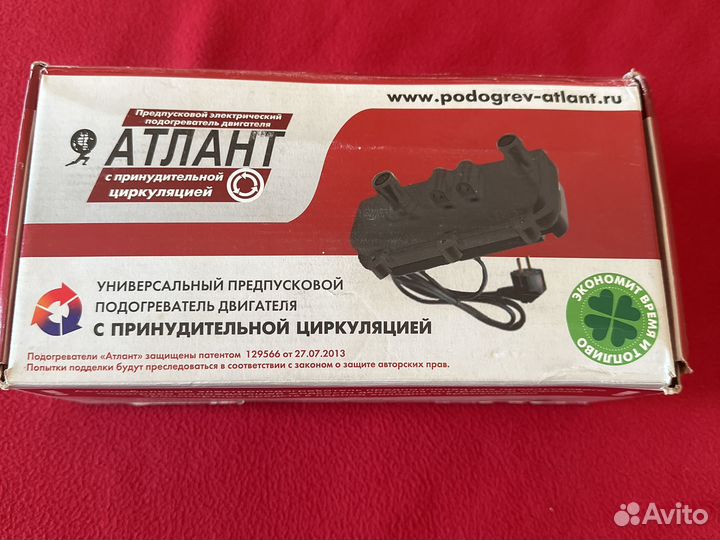 www.podogrev-atlant.ru
Предпусковой электрический
подогреватель двигателя
АТЛАНТ
с принудительной
циркуляцией
УНИВЕРСАЛЬНЫЙ ПРЕДПУСКОВОЙ
ПОДОГРЕВАТЕЛЬ ДВИГАТЕЛЯ
С ПРИНУДИТЕЛЬНОЙ ЦИРКУЛЯЦИЕЙ
ЭКОНОМИТ ВРЕМЯ
И ТОПЛИВО
Подогреватели «Атлант» защищены патентом 129566 от 27.07.2013
Попытки подделки будут преследоваться в соответствии с законом о защите авторских прав.
Avito